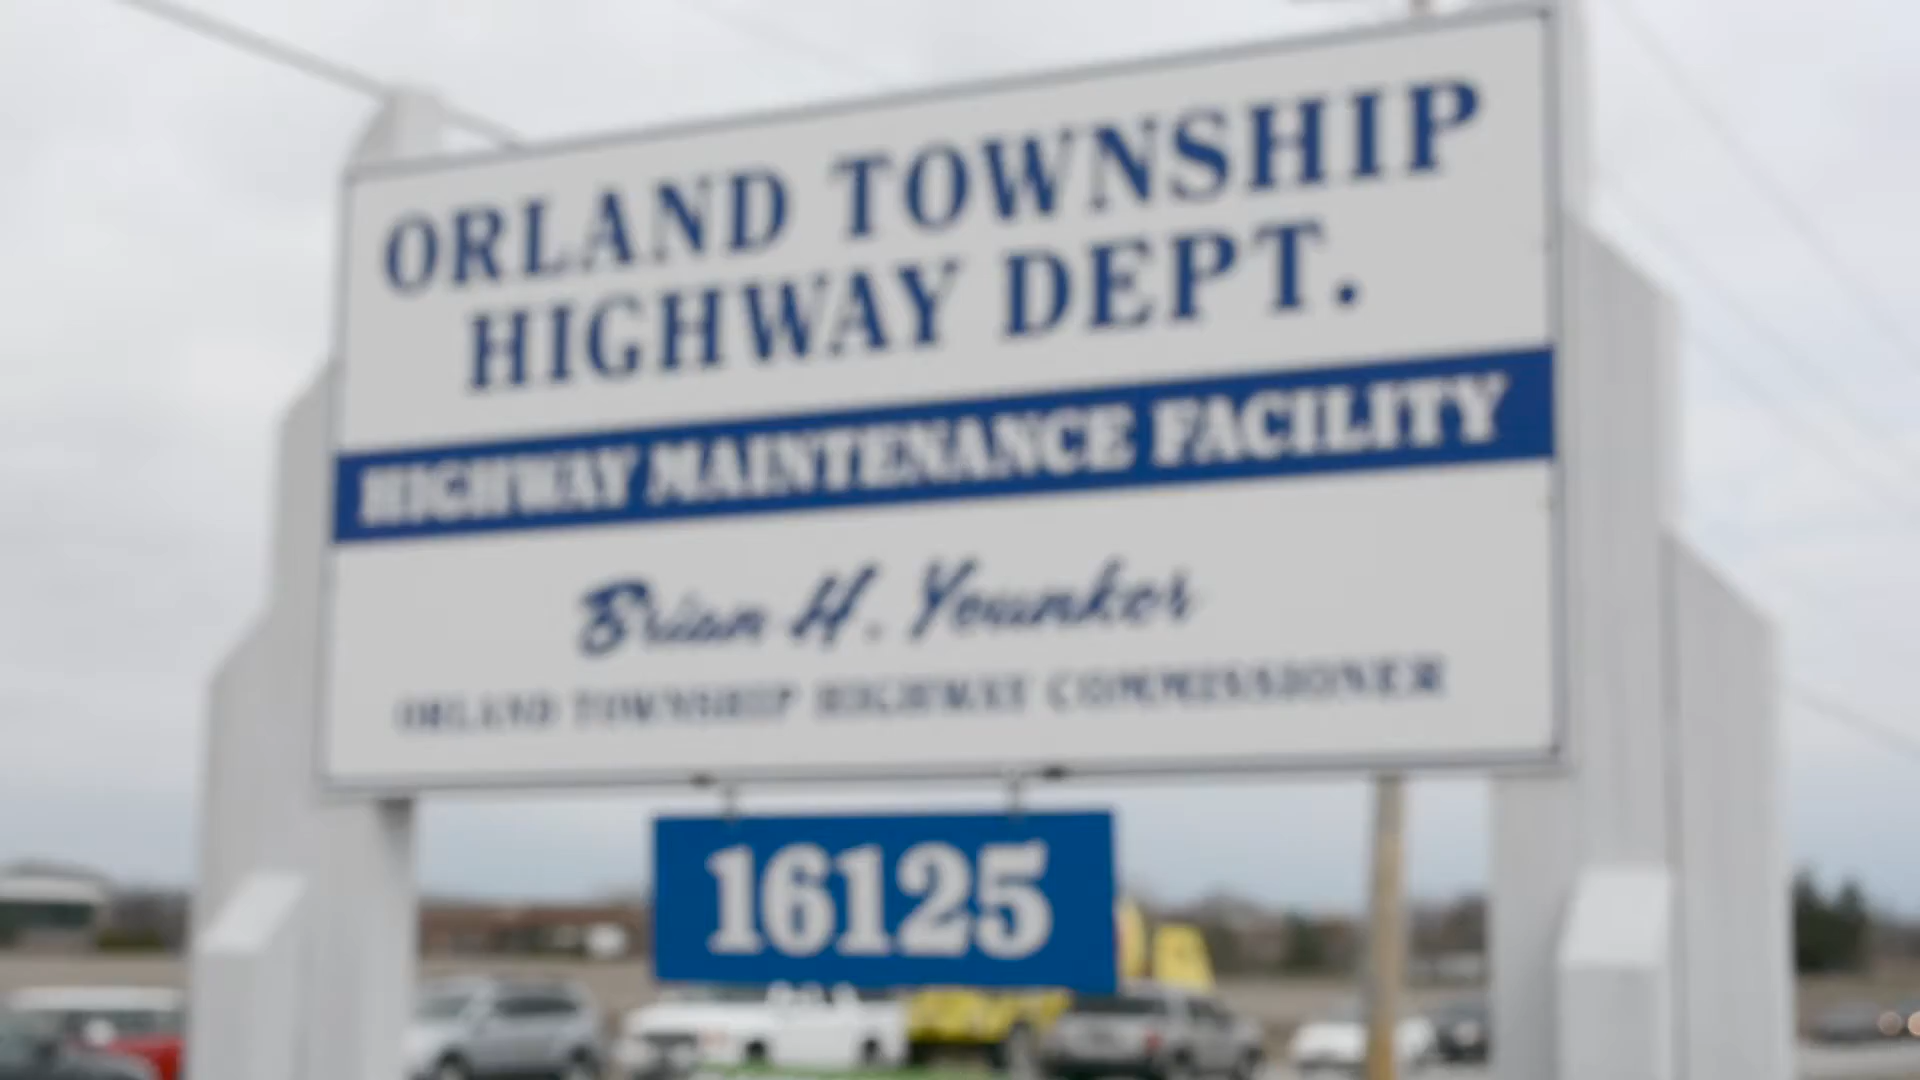 ORLAND TOWNSHIP
HIGHWAY DEPT.
HIGHWAY MAINTENANCE FACILITY
Brian H. Younker
ORLAND TOWNSHIP HIGHWAY COMMISSIONER
16125